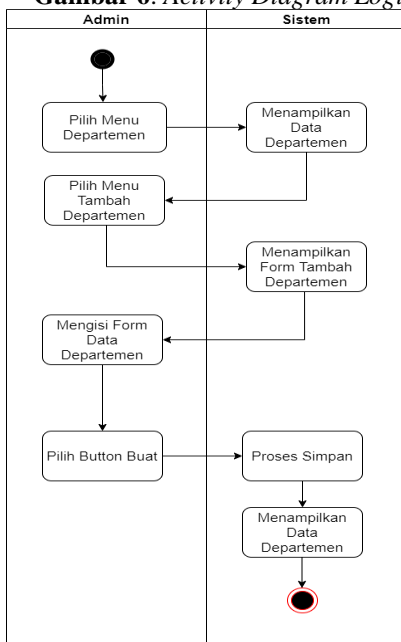 Gambar 6. Activity Diagram Logi
Admin
Sistem
Pilih Menu
Departemen
Menampilkan
Data
Departemen
Pilih Menu
Tambah
Departemen
Menampilkan
Form Tambah
Departemen
Mengisi Form
Data
Departemen
Pilih Button Buat
Proses Simpan
Menampilkan
Data
Departemen